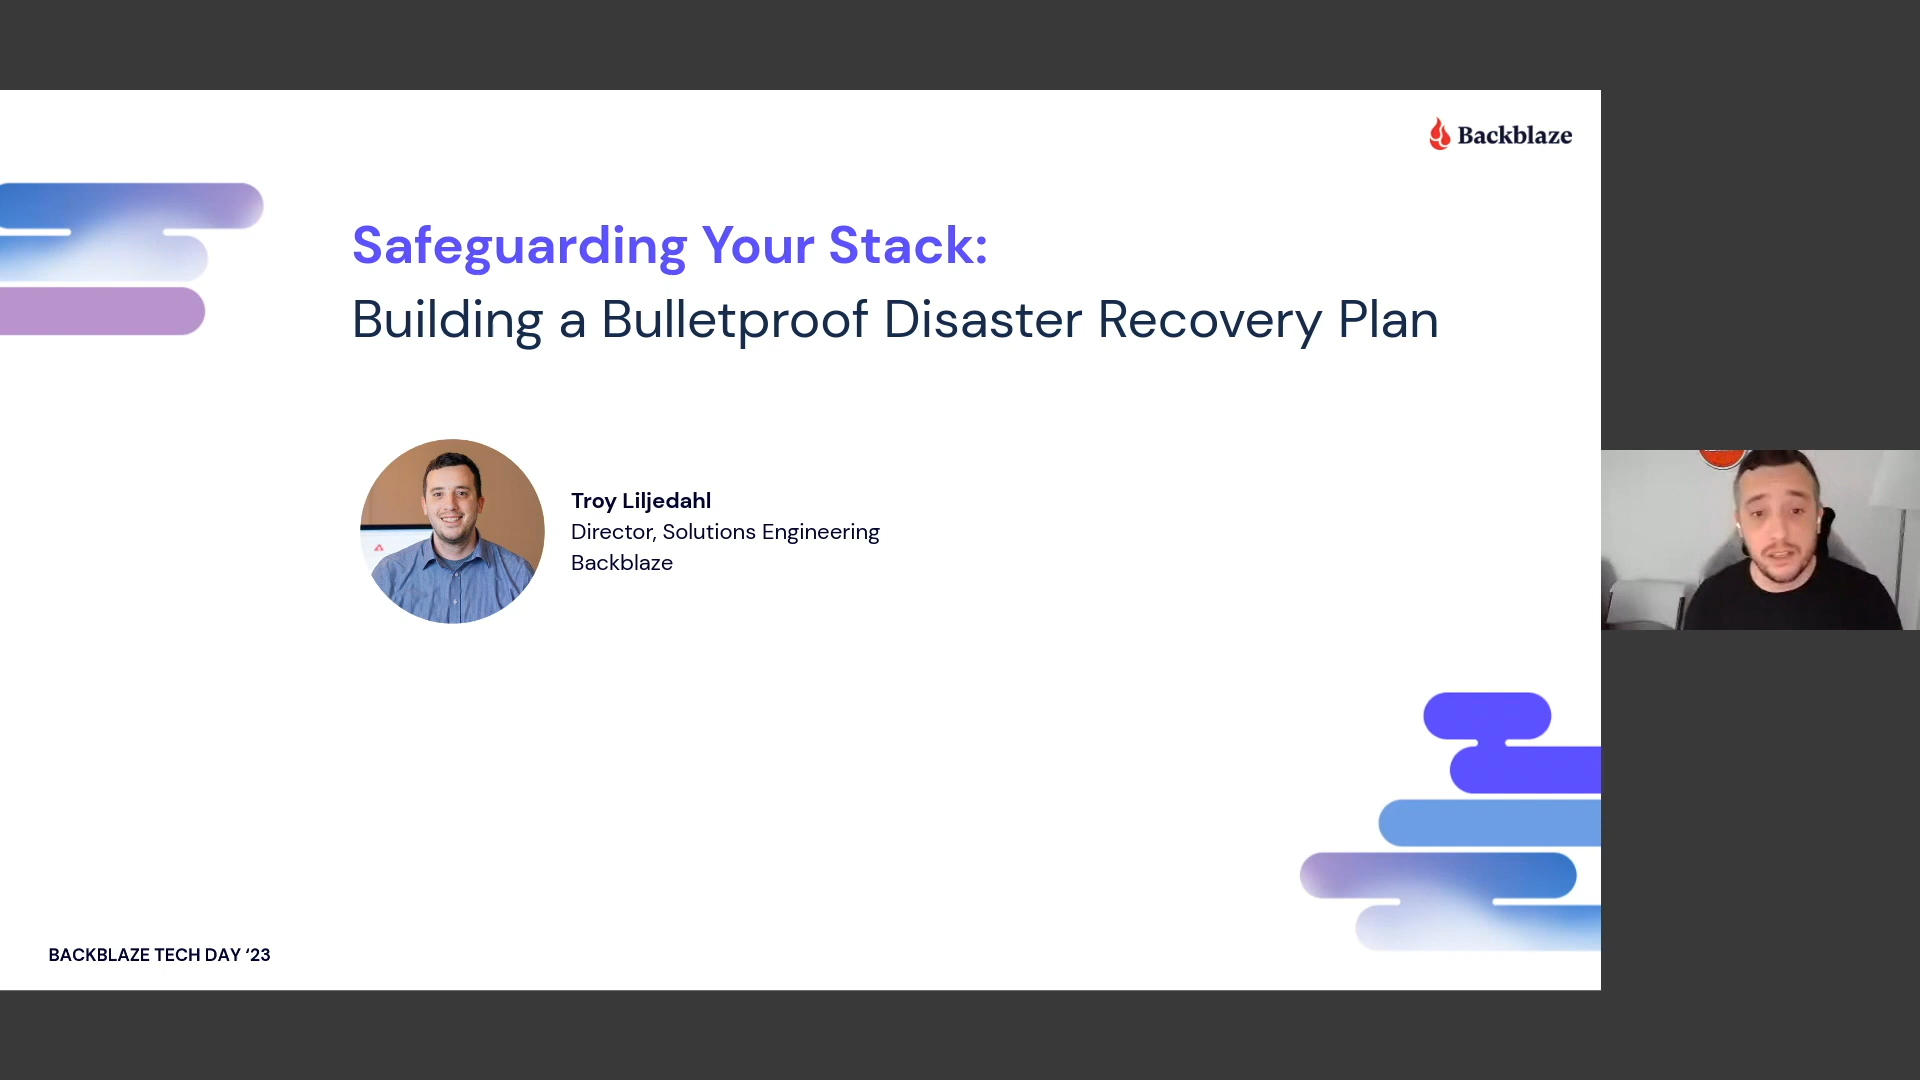 Backblaze
Safeguarding Your Stack:
Building a Bulletproof Disaster Recovery Plan
Troy Liljedahl
Director, Solutions Engineering
Backblaze
BACKBLAZE TECH DAY ‘23